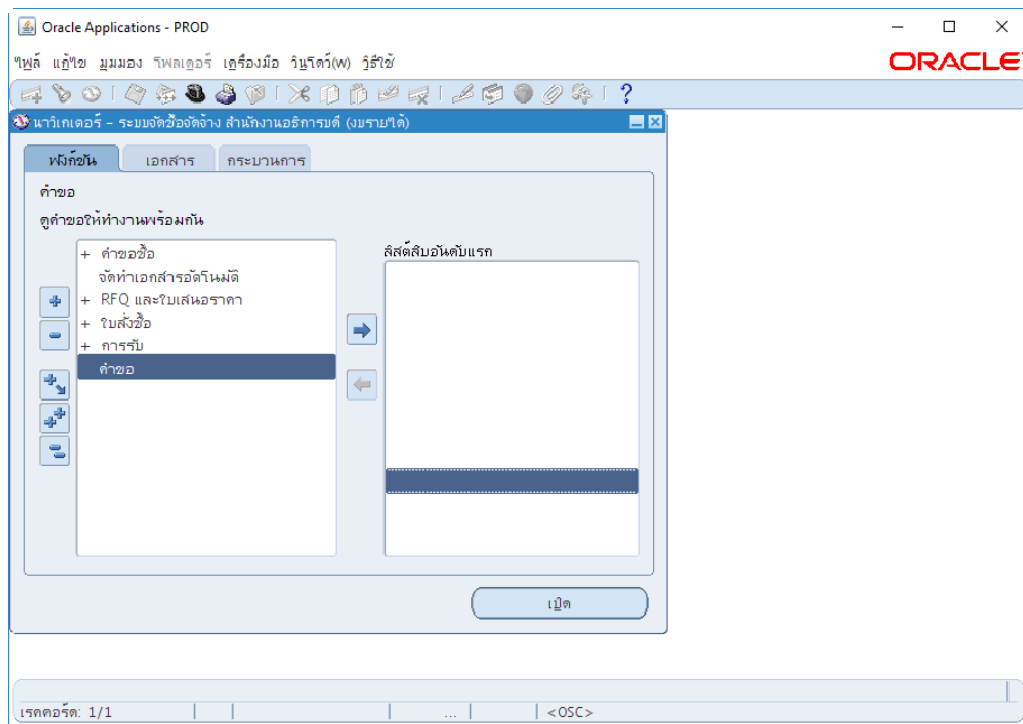 Oracle Applications - PROD
ไฟล์ แก้ไข มุมมอง โฟลเดอร์ เครื่องมือ วินโดว์(W) วิธีใช้
ORACLE
?
นาวิเกเตอร์ – ระบบจัดซื้อจัดจ้าง สำนักงานอธิการบดี (งบรายได้)
ฟังก์ชัน เอกสาร กระบวนการ
คำขอ
ดูคำขอให้ทำงานพร้อมกัน
ลิสต์สิบอันดับแรก
+ คำขอซื้อ
จัดทำเอกสารอัตโนมัติ
+ RFQ และใบเสนอราคา
+ ใบสั่งซื้อ
+ การรับ
คำขอ
เปิด
เรคคอร์ด: 1/1 ... <OSC>